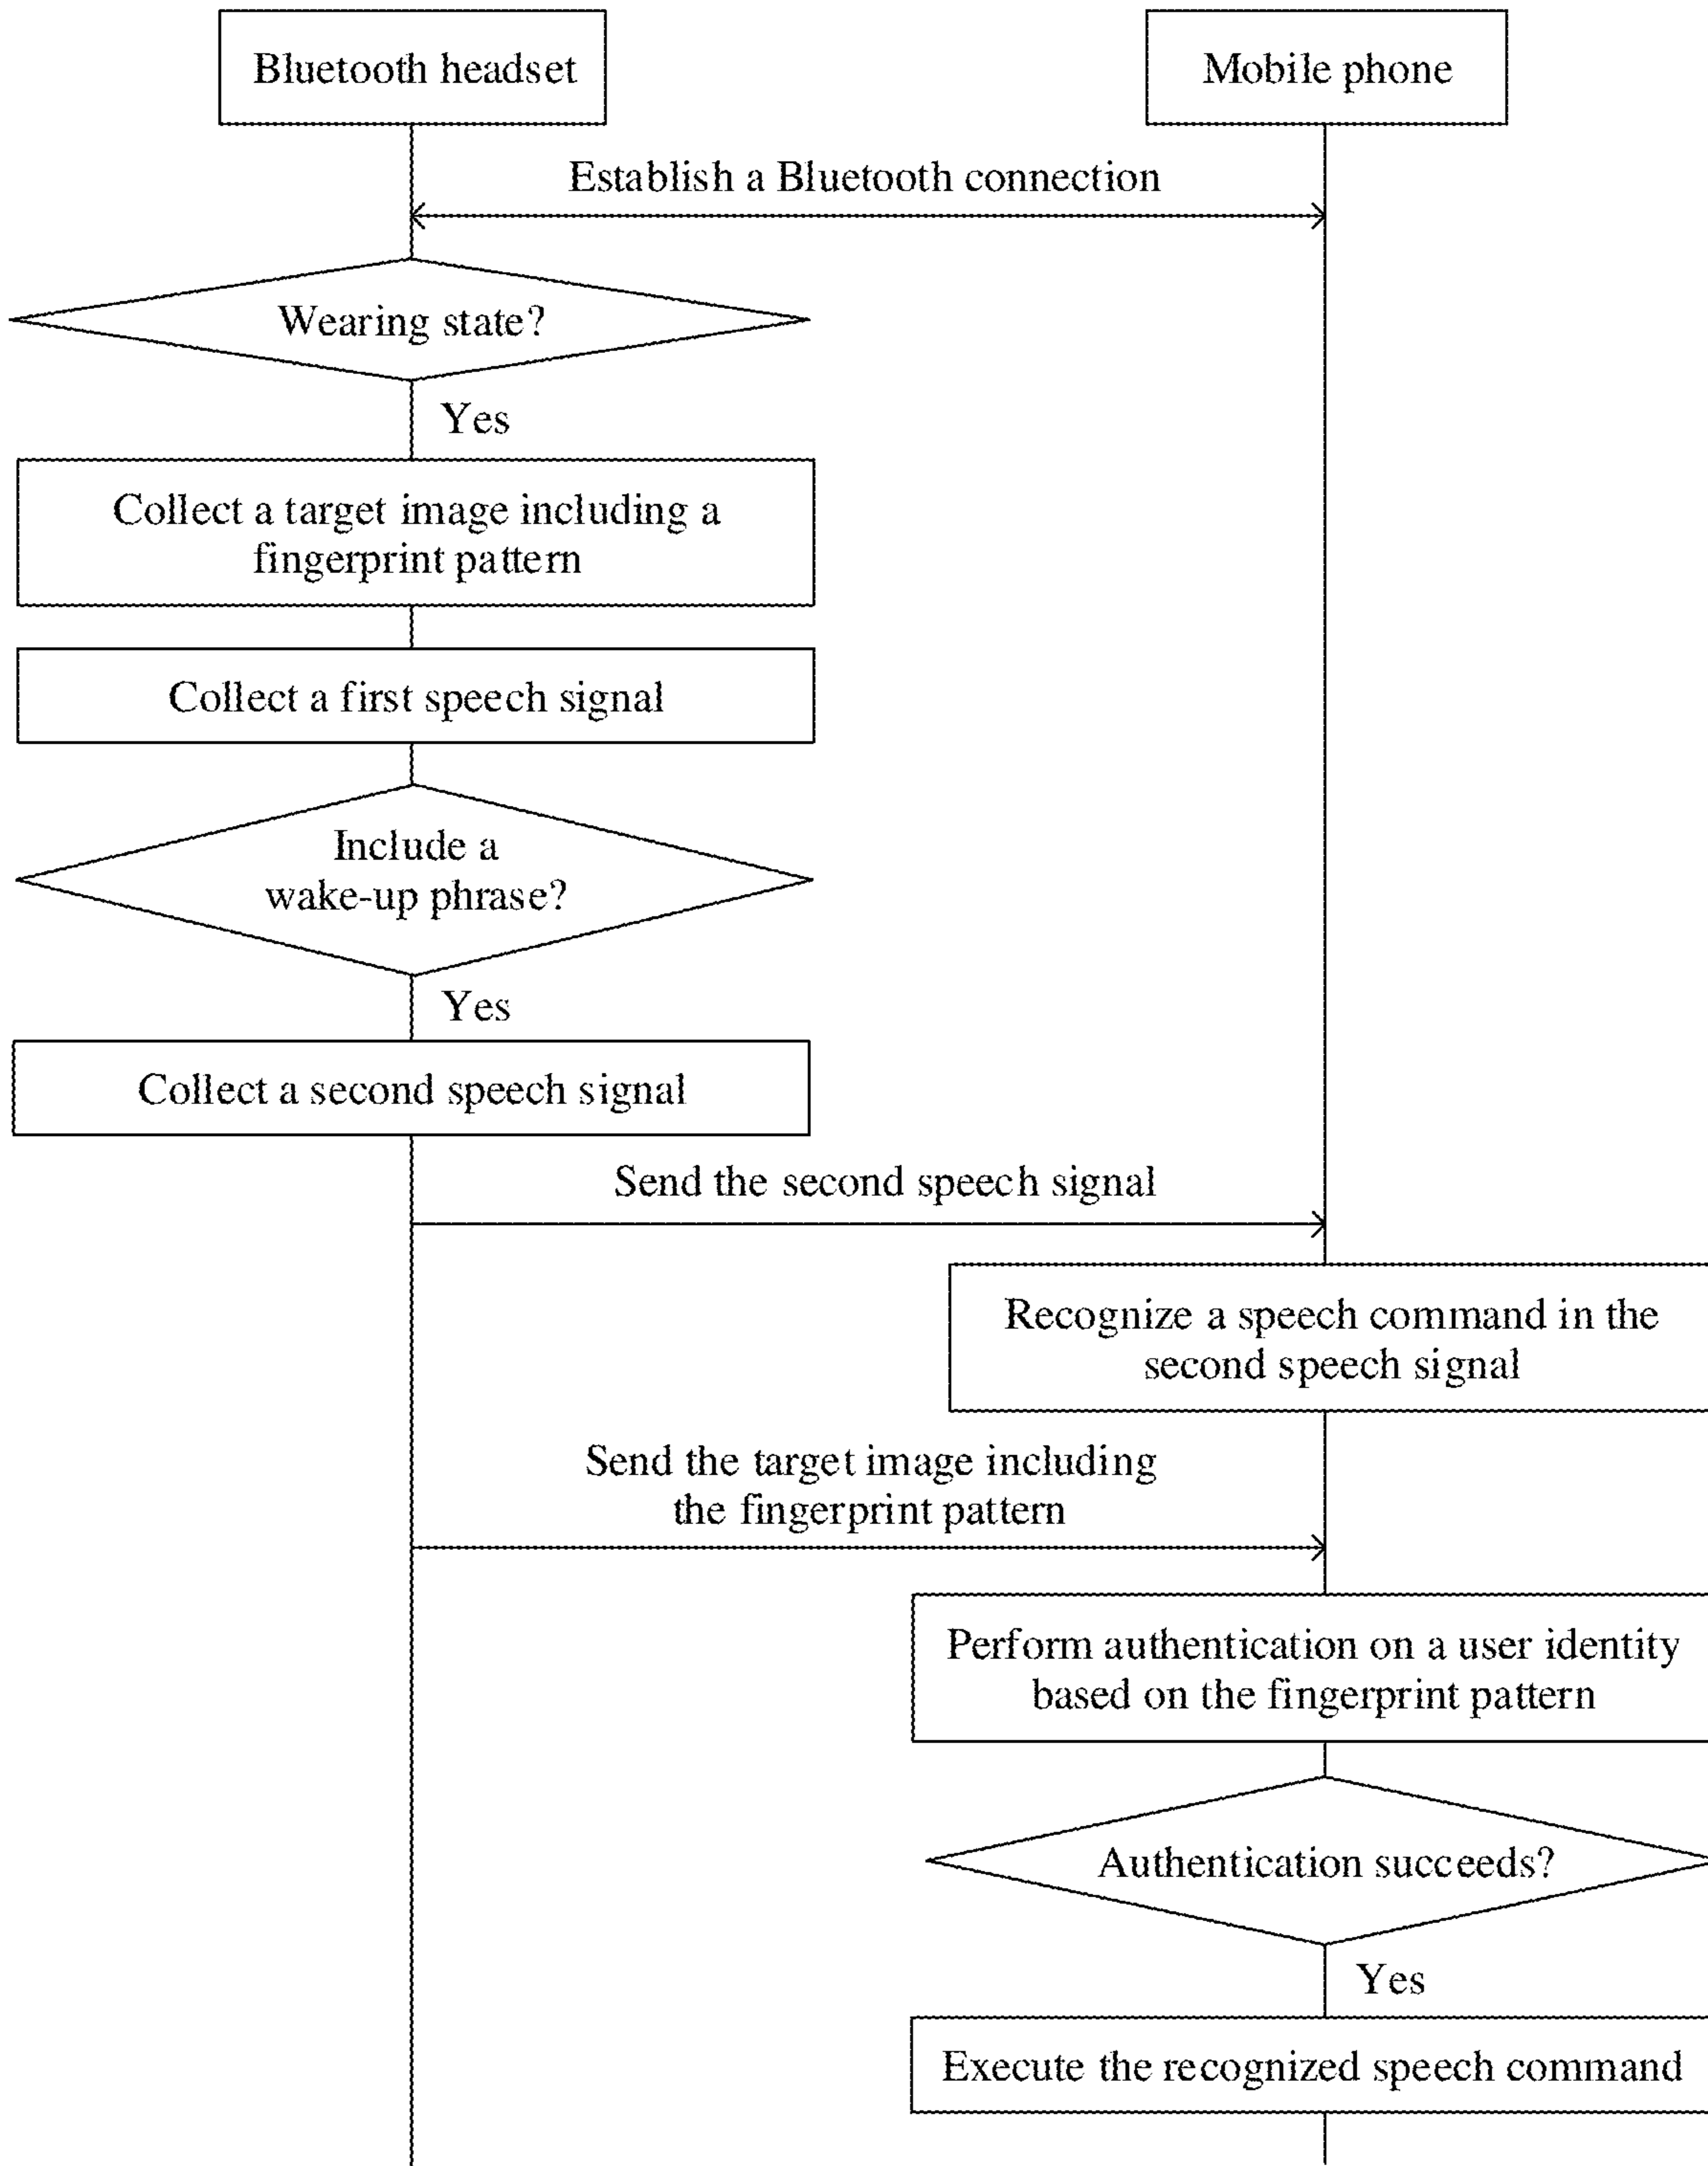 Bluetooth headset
Mobile phone
Establish a Bluetooth connection
Wearing state?
Yes
Collect a target image including a
fingerprint pattern
Collect a first speech signal
Include a
wake-up phrase?
Yes
Collect a second speech signal
Send the second speech signal
Recognize a speech command in the
second speech signal
Send the target image including
the fingerprint pattern
Perform authentication on a user identity
based on the fingerprint pattern
Authentication succeeds?
Yes
Execute the recognized speech command